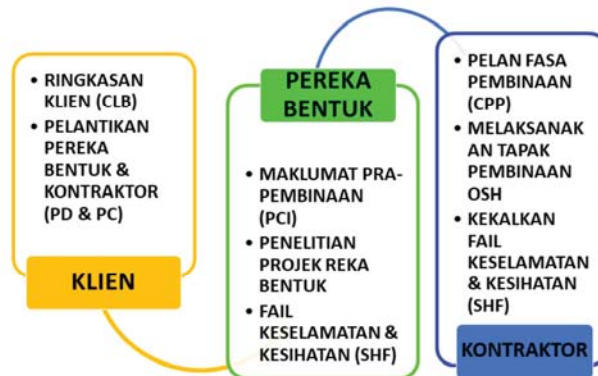 • RINGKASAN
KLIEN (CLB)
• PELANTIKAN
PEREKA
BENTUK &
KONTRAKTOR
(PD & PC)
KLIEN
PEREKA
BENTUK
• MAKLUMAT PRA-
PEMBINAAN
(PCI)
• PENELITIAN
PROJEK REKA
BENTUK
• FAIL
KESELAMATAN &
KESIHATAN (SHF)
• PELAN FASA
PEMBINAAN
(CPP)
• MELAKSANAK
AN TAPAK
PEMBINAAN
OSH
• KEKALKAN
FAIL
KESELAMATAN
& KESIHATAN
(SHF)
KONTRAKTOR